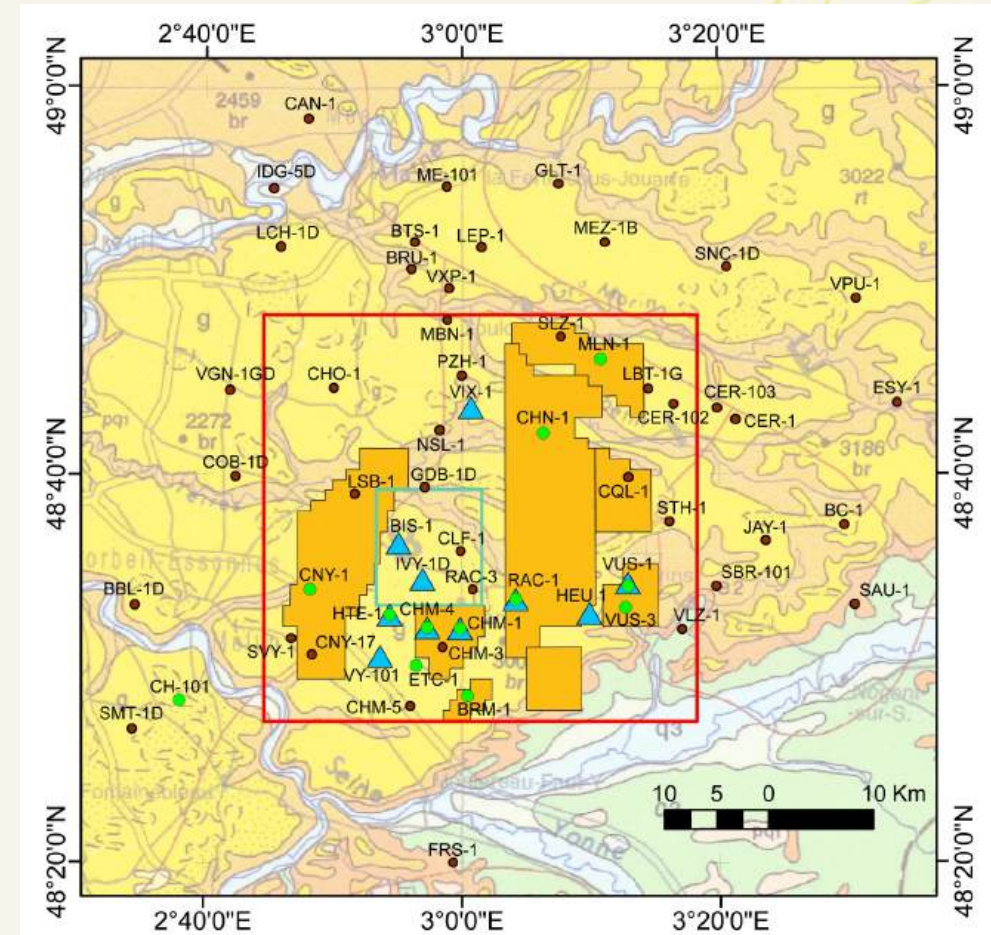 2°40'0"E 3°0'0"E 3°20'0"E
49°0'0"N
49°0'0"N
CAN-1
2459
br
g
IDG-5D
ME-101
GLT-1
3022
rt
LCH-1D
BTS-1
LEP-1
MEZ-1B
BRU-1
SNC-1D
VXP-1
VPU-1
g
MBN-1
SLZ-1
MLN-1
PZH-1
VGN-1GD
CHO-1
LBT-1G
VIX-1
CER-103
ESY-1
CER-102
CER-1
CHN-1
2272
br
NSL-1
3186
br
48°40'0"N
48°40'0"N
COB-1D
GDB-1D
LSB-1
CQL-1
STH-1
BC-1
BIS-1
CLF-1
JAY-1
IVY-1D
CNY-1
RAC-3
RAC-1
VUS-1
SBR-101
BBL-1D
HEU 1
SAU-1
HTE-1
CHM-4
CHM-1
VUS-3
VLZ-1
SVY-1
CNY-17
CHM-3
VY-101
ETC-1
br
CH-101
CHM-5
BRM-1
SMT-1D
q3
-sur-S.
Seine
Yonne
10 5 0 10 Km
FRS-1
48°20'0"N
48°20'0"N
2°40'0"E 3°0'0"E 3°20'0"E